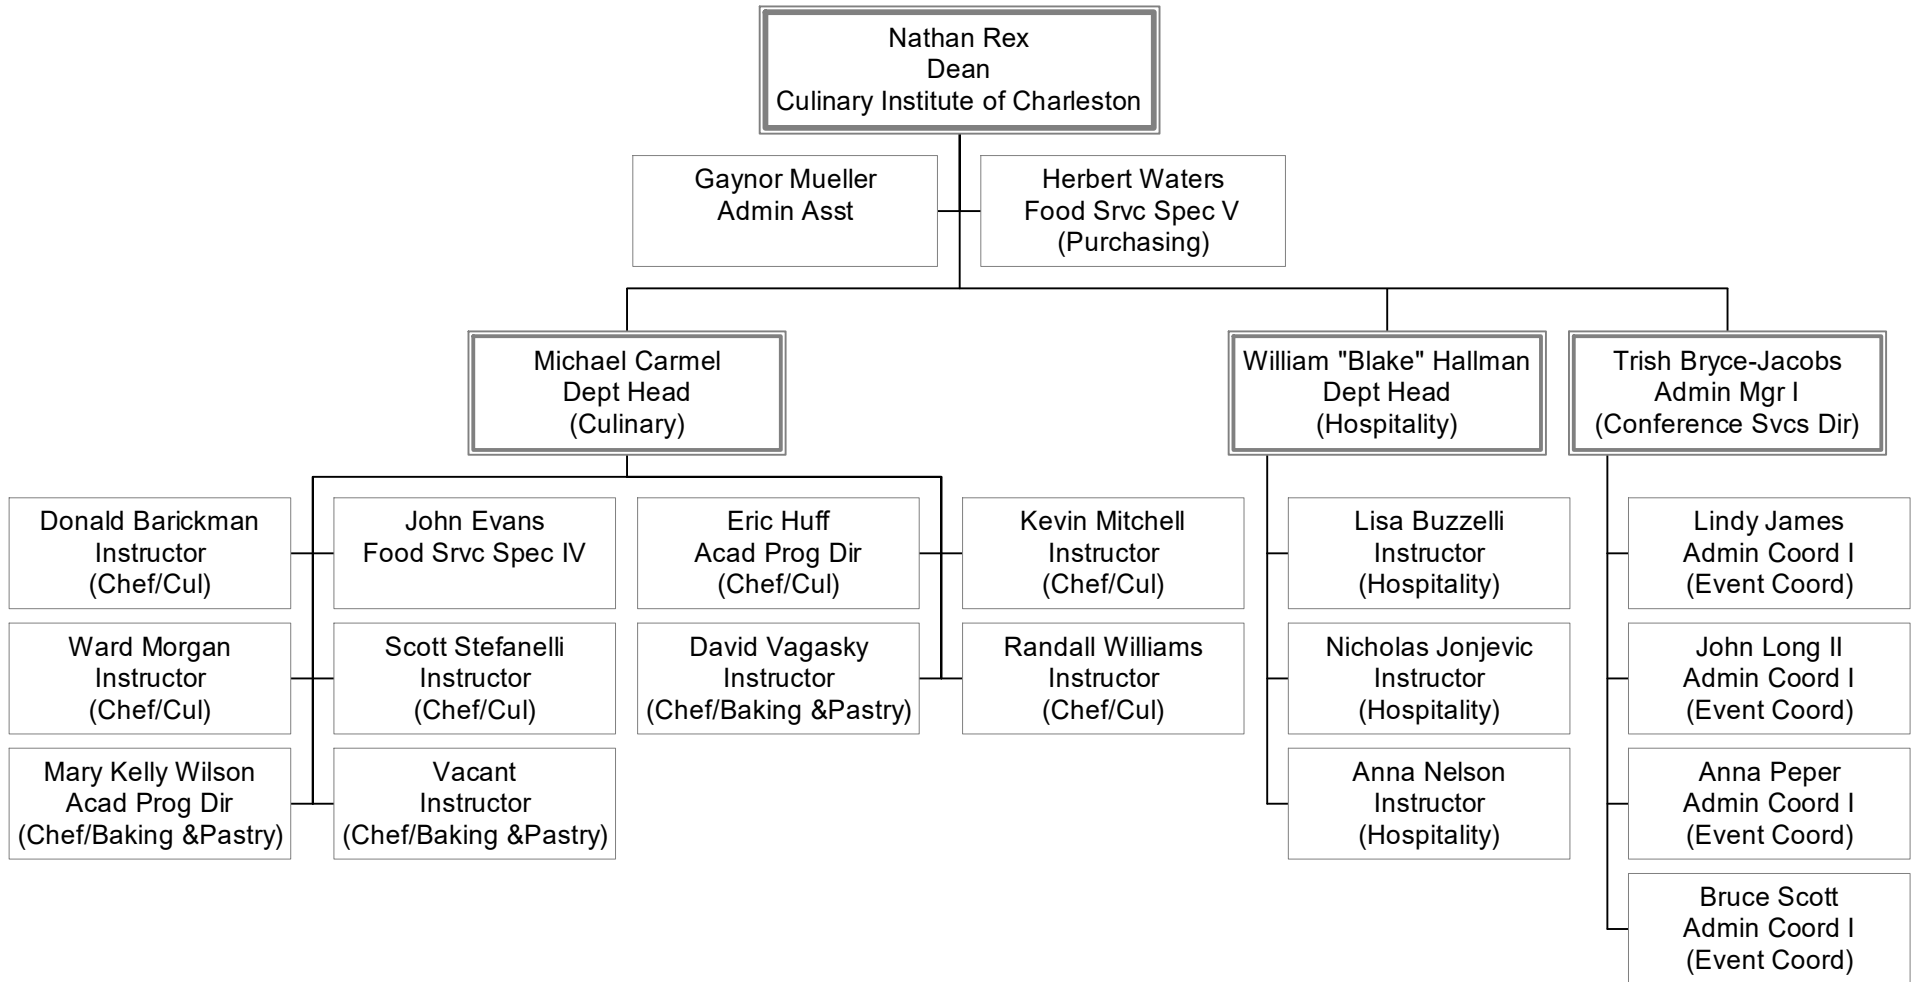 Nathan Rex
Dean
Culinary Institute of Charleston
Gaynor Mueller
Admin Asst
Herbert Waters
Food Srvc Spec V
(Purchasing)
Michael Carmel
Dept Head
(Culinary)
William "Blake" Hallman
Dept Head
(Hospitality)
Trish Bryce-Jacobs
Admin Mgr I
(Conference Svcs Dir)
Donald Barickman
Instructor
(Chef/Cul)
John Evans
Food Srvc Spec IV
Eric Huff
Acad Prog Dir
(Chef/Cul)
Kevin Mitchell
Instructor
(Chef/Cul)
Lisa Buzzelli
Instructor
(Hospitality)
Lindy James
Admin Coord I
(Event Coord)
Ward Morgan
Instructor
(Chef/Cul)
Scott Stefanelli
Instructor
(Chef/Cul)
David Vagasky
Instructor
(Chef/Baking &Pastry)
Randall Williams
Instructor
(Chef/Cul)
Nicholas Jonjevic
Instructor
(Hospitality)
John Long II
Admin Coord I
(Event Coord)
Mary Kelly Wilson
Acad Prog Dir
(Chef/Baking &Pastry)
Vacant
Instructor
(Chef/Baking &Pastry)
Anna Nelson
Instructor
(Hospitality)
Anna Peper
Admin Coord I
(Event Coord)
Bruce Scott
Admin Coord I
(Event Coord)